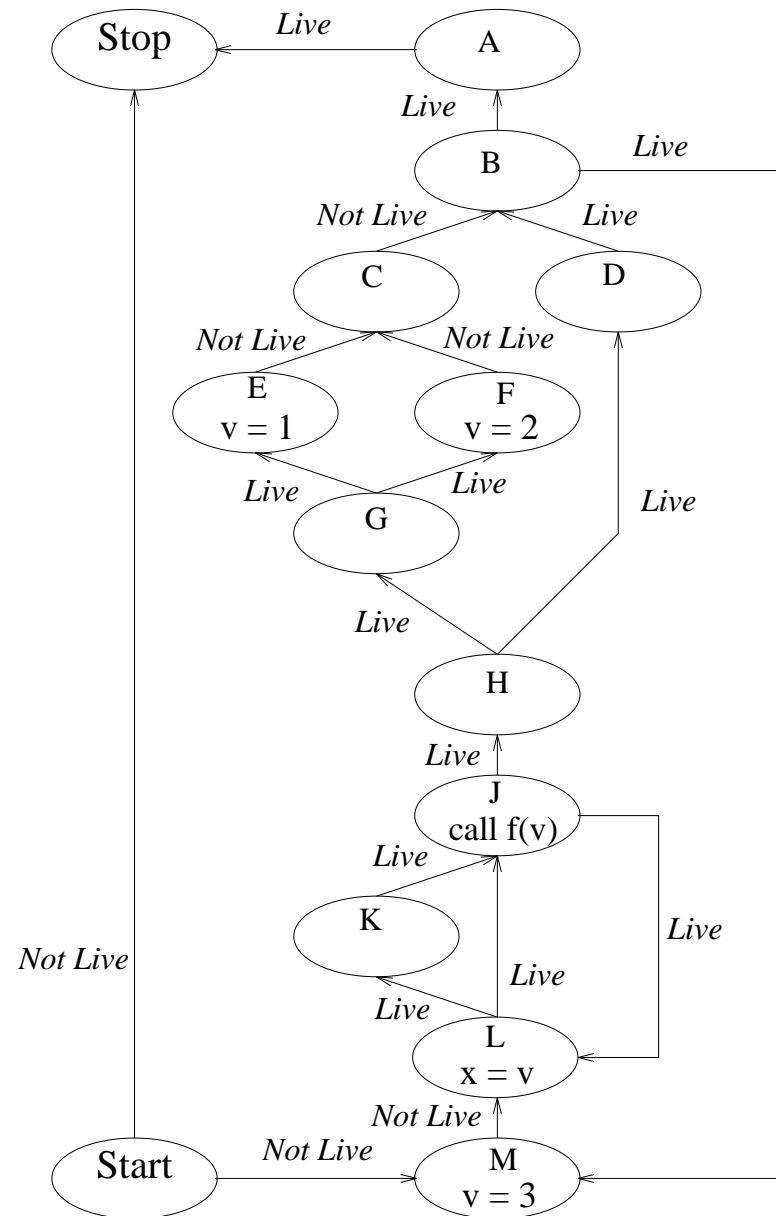 Live
Stop
A
Live
B
Live
Not Live
Live
C
D
Not Live
Not Live
E
v = 1
F
v = 2
Live
Live
G
Live
Live
H
Live
J
call f(v)
Live
K
Live
Not Live
Live
Live
L
x = v
Not Live
Start
Not Live
M
v = 3